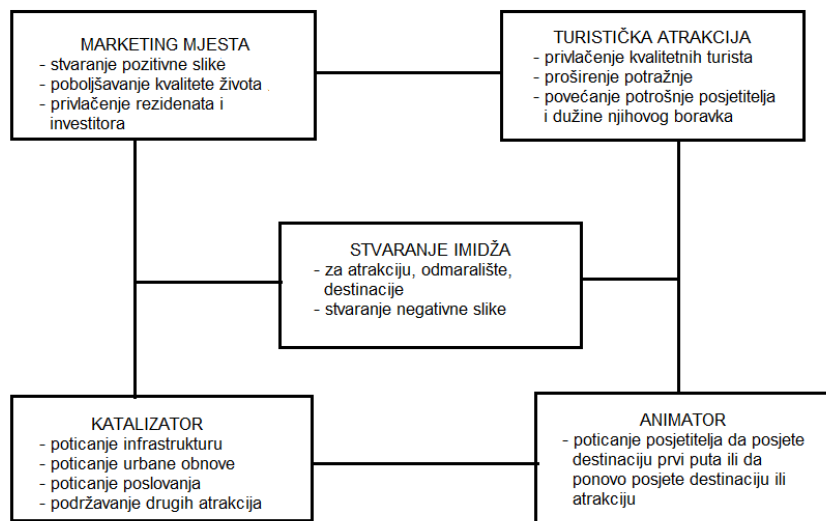 MARKETING MJESTA
- stvaranje pozitivne slike
- poboljšavanje kvalitete života
- privlačenje rezidenata i
investitora
TURISTIČKA ATRAKCIJA
- privlačenje kvalitetnih turista
- proširenje potražnje
- povećanje potrošnje posjetitelja
i dužine njihovog boravka
STVARANJE IMIDŽA
- za atrakciju, odmaralište,
destinacije
- stvaranje negativne slike
KATALIZATOR
- poticanje infrastrukturu
- poticanje urbane obnove
- poticanje poslovanja
- podržavanje drugih atrakcija
ANIMATOR
- poticanje posjetitelja da posjete
destinaciju prvi puta ili da
ponovo posjete destinaciju ili
atrakciju